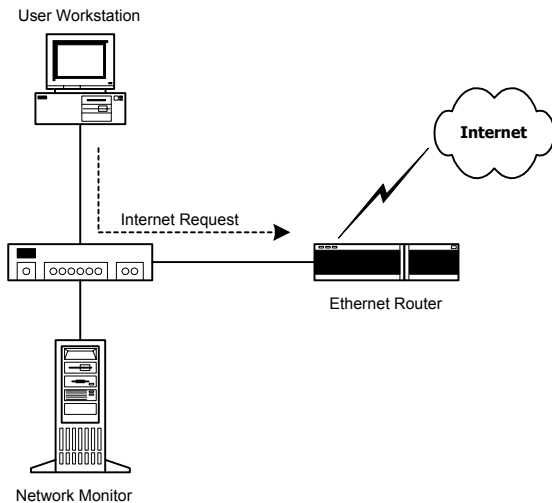 User Workstation
Internet
Internet Request
Ethernet Router
Network Monitor